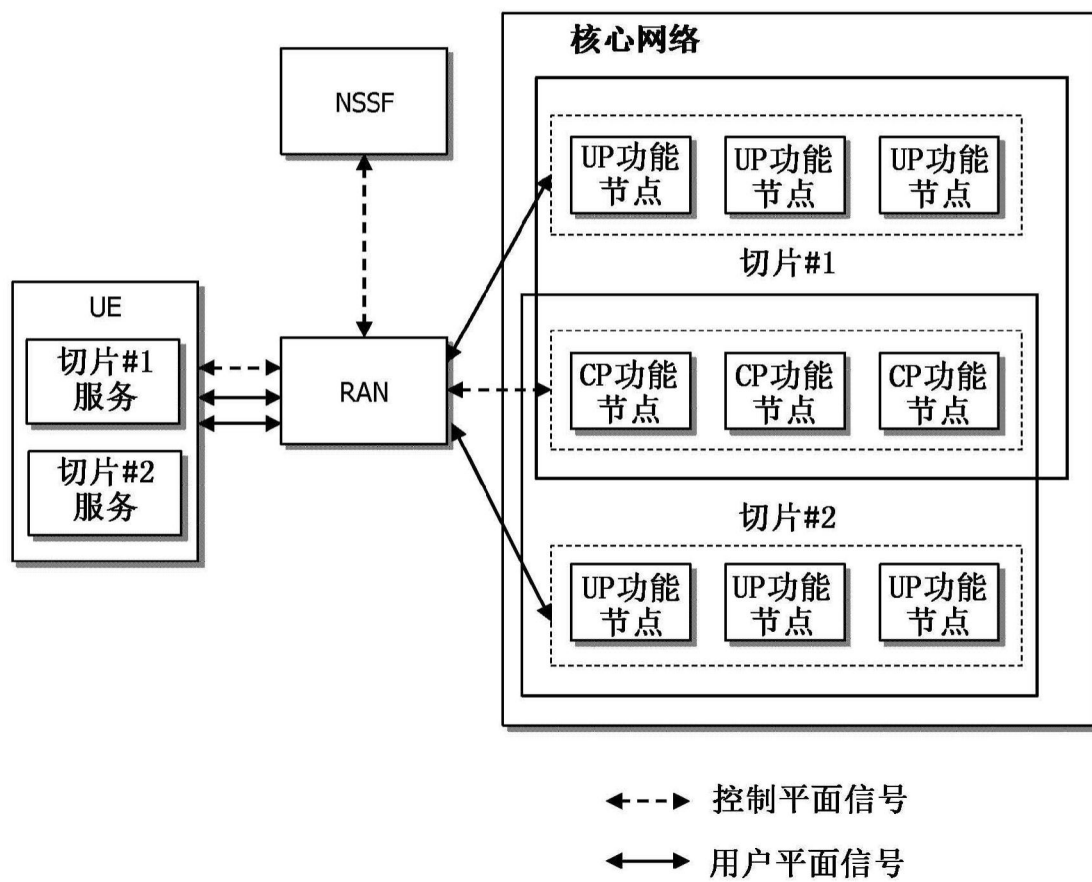 核心网络
NSSF
UP功能
节点
UP功能
节点
UP功能
节点
切片#1
UE
切片#1
服务
切片#2
服务
RAN
CP功能
节点
CP功能
节点
CP功能
节点
切片#2
UP功能
节点
UP功能
节点
UP功能
节点
控制平面信号
用户平面信号